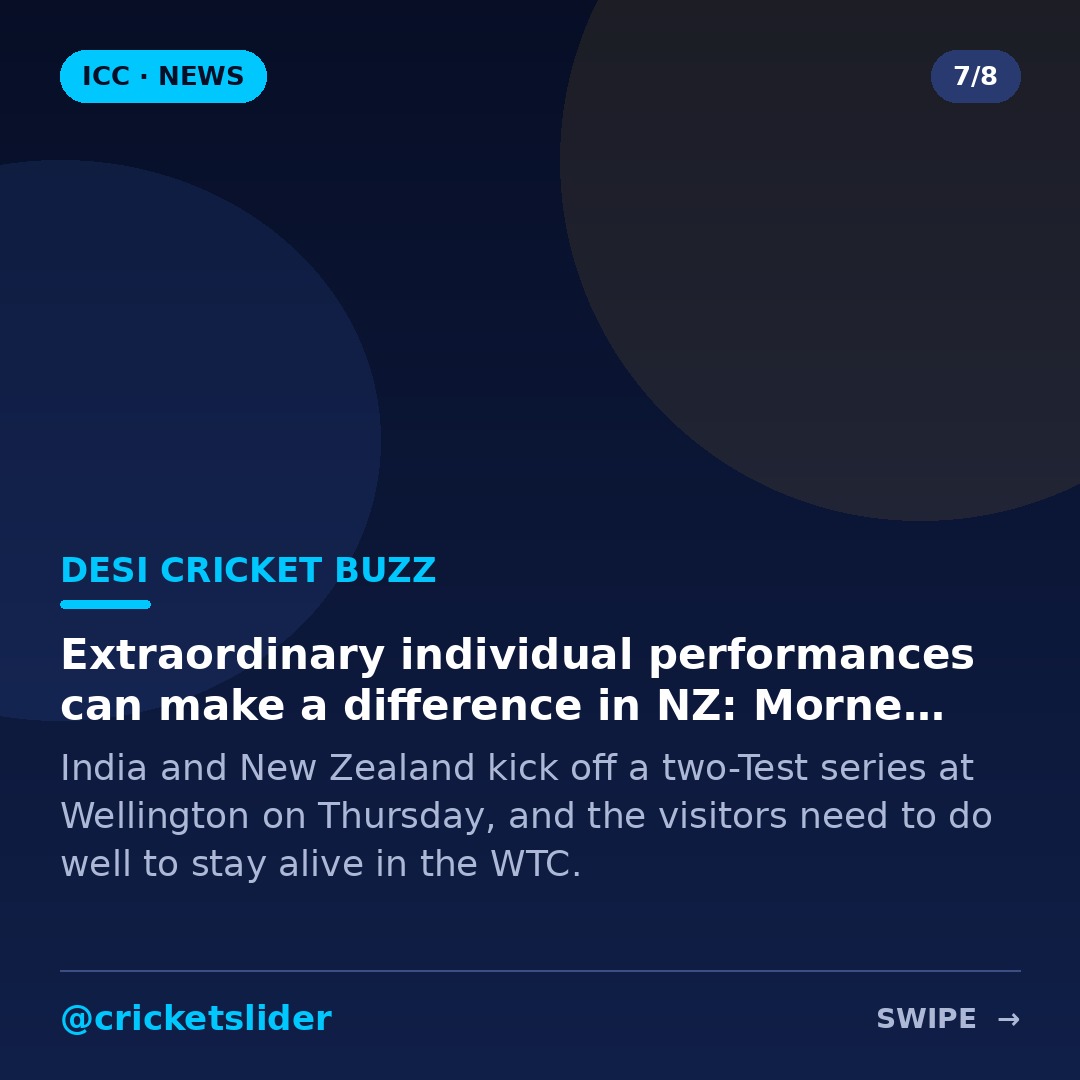 ICC · NEWS
7/8
DESI CRICKET BUZZ
Extraordinary individual performances
can make a difference in NZ: Morne…
India and New Zealand kick off a two-Test series at
Wellington on Thursday, and the visitors need to do
well to stay alive in the WTC.
@cricketslider
SWIPE →